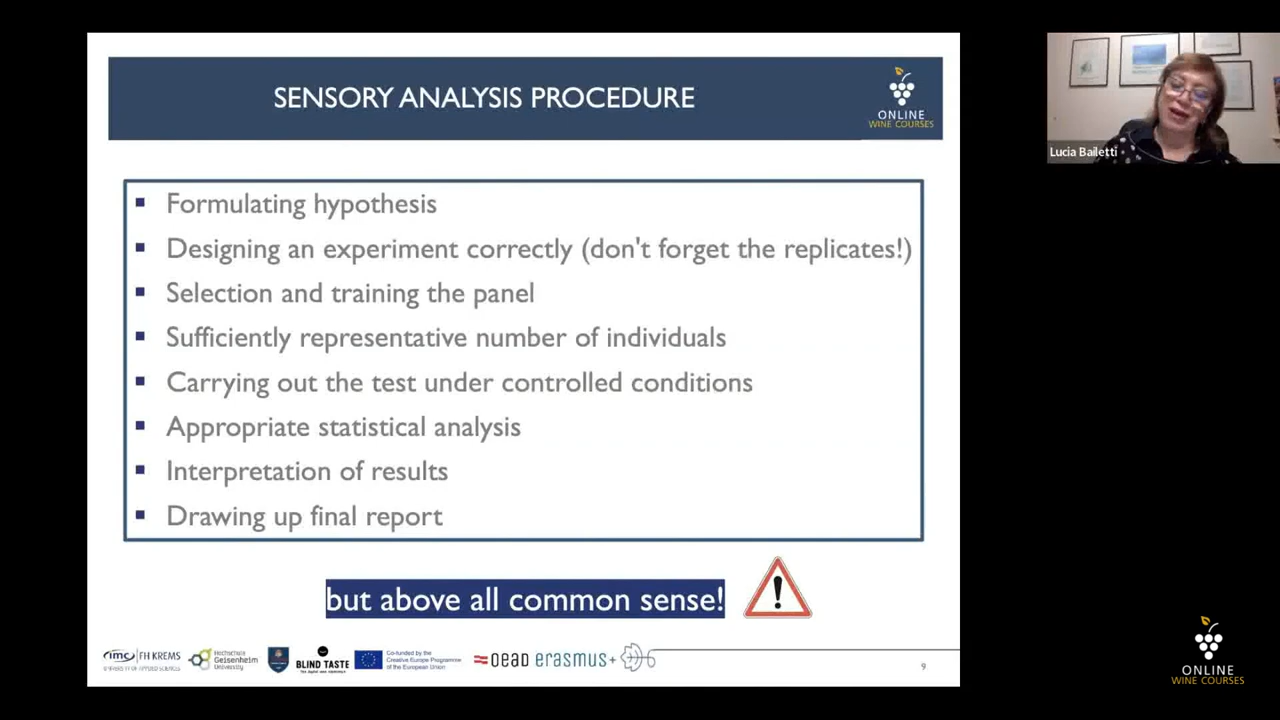 SENSORY ANALYSIS PROCEDURE
ONLINE
WINE COURSES
Lucia Bailetti
Formulating hypothesis
Designing an experiment correctly (don't forget the replicates!)
Selection and training the panel
Sufficiently representative number of individuals
Carrying out the test under controlled conditions
Appropriate statistical analysis
Interpretation of results
Drawing up final report
but above all common sense!
imc FH KREMS
Hochschule
Geisenheim
University
BLIND TASTE
Co-funded by the
Creative Europe Programme
of the European Union
OeAD erasmus+
9
ONLINE
WINE COURSES